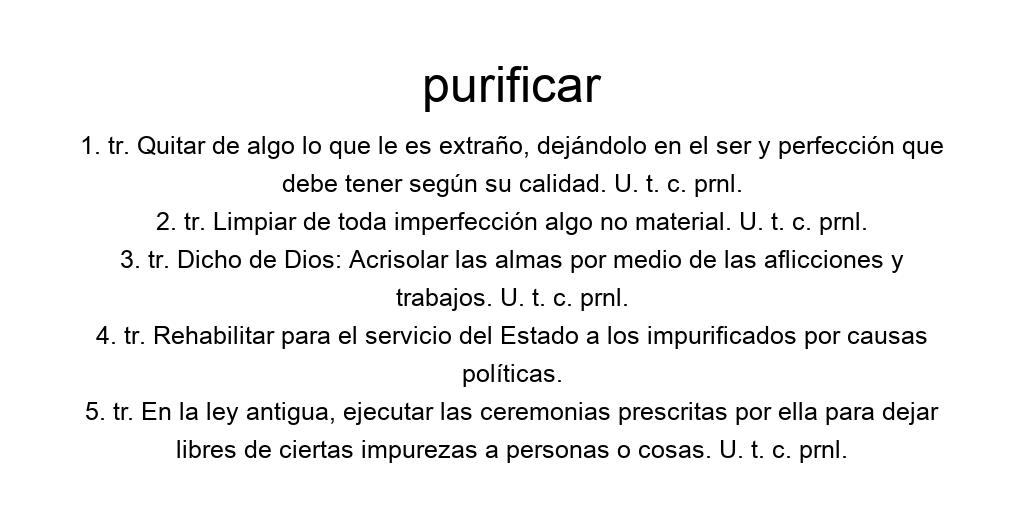 purificar
1. tr. Quitar de algo lo que le es extraño, dejándolo en el ser y perfección que
debe tener según su calidad. U. t. c. prnl.
2. tr. Limpiar de toda imperfección algo no material. U. t. c. prnl.
3. tr. Dicho de Dios: Acrisolar las almas por medio de las aflicciones y
trabajos. U. t. c. prnl.
4. tr. Rehabilitar para el servicio del Estado a los impurificados por causas
políticas.
5. tr. En la ley antigua, ejecutar las ceremonias prescritas por ella para dejar
libres de ciertas impurezas a personas o cosas. U. t. c. prnl.